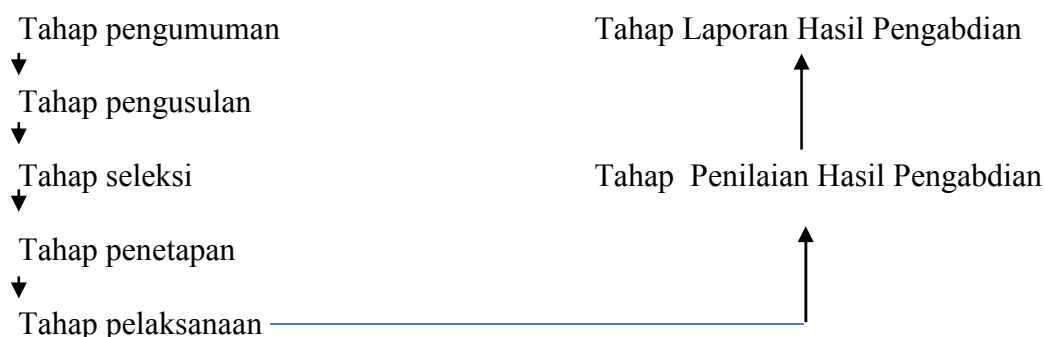 Tahap pengumuman
Tahap pengusulan
Tahap seleksi
Tahap penetapan
Tahap pelaksanaan
Tahap Penilaian Hasil Pengabdian
Tahap Laporan Hasil Pengabdian